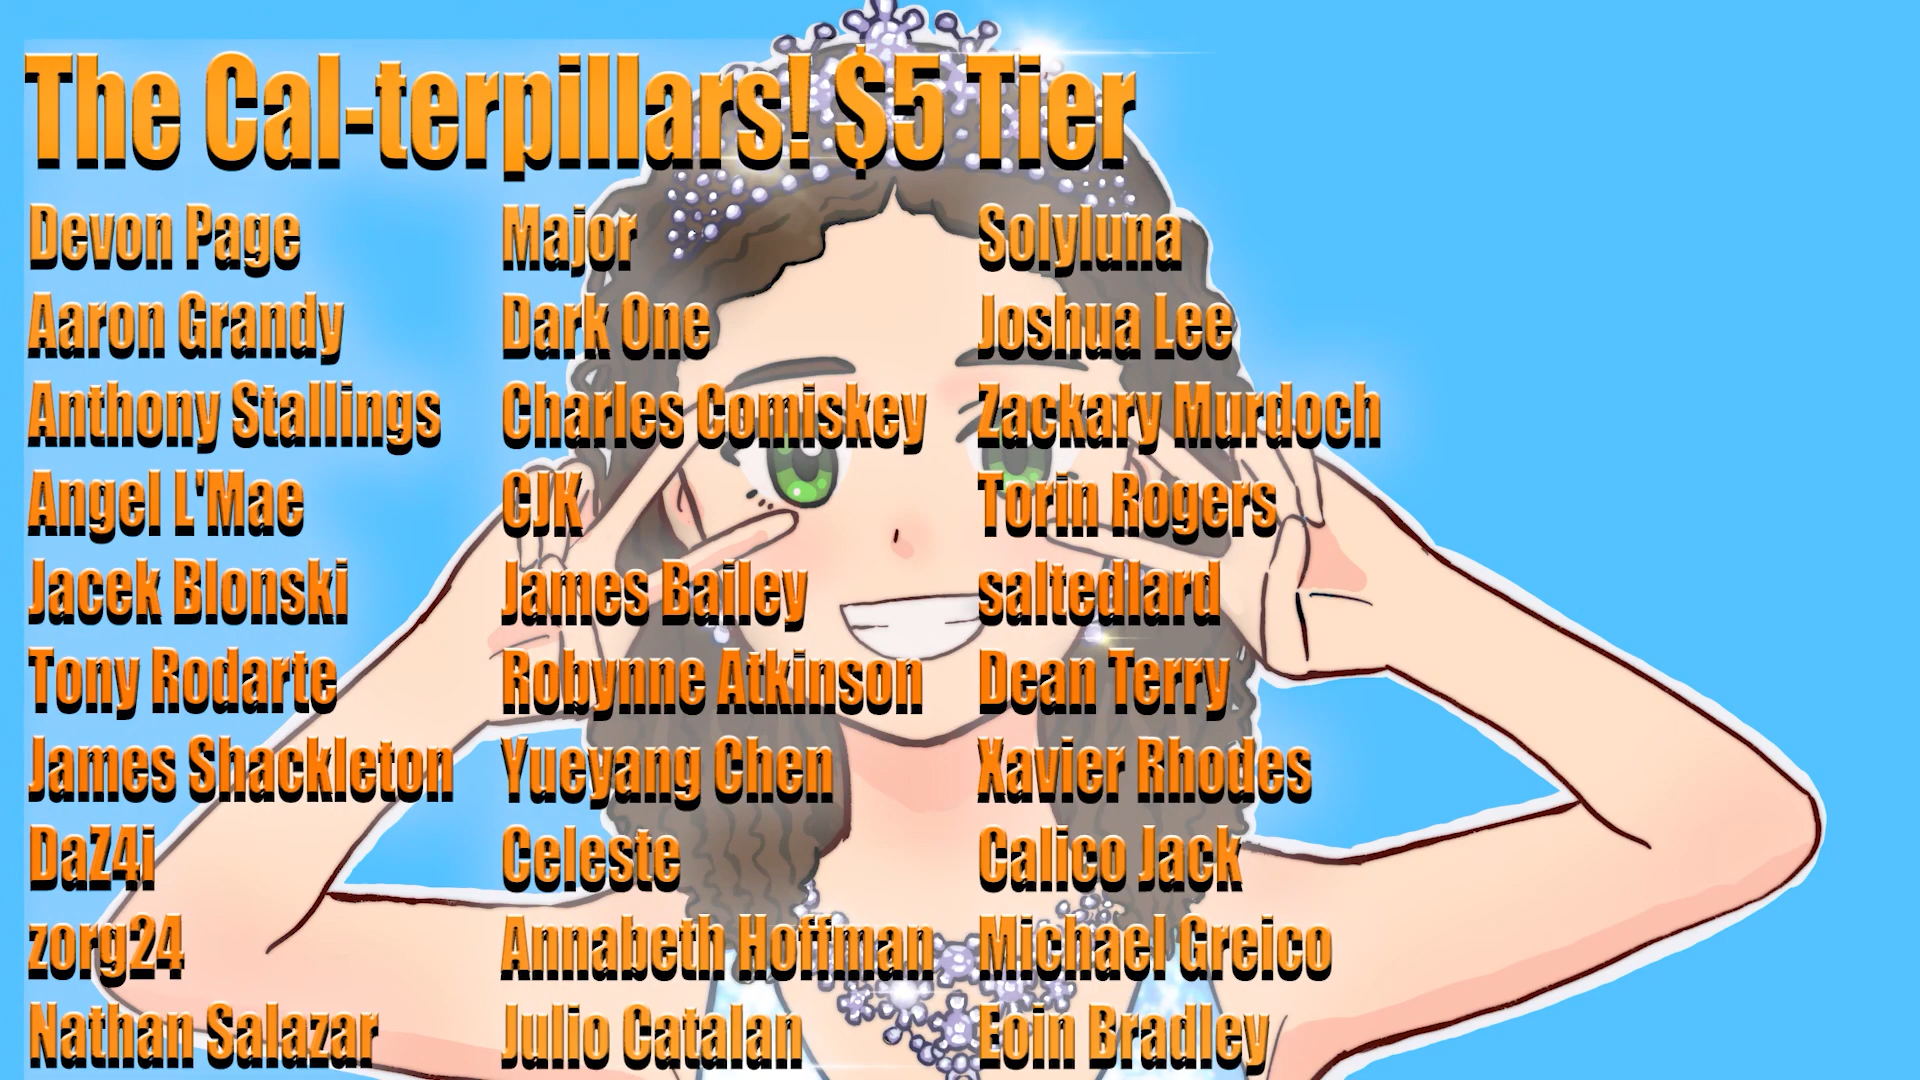 The Cal-terpillars! $5 Tier
Devon Page
Aaron Grandy
Anthony Stallings
Angel L'Mae
Jacek Blonski
Tony Rodarte
James Shackleton
DaZ4i
zorg24
Nathan Salazar
Major
Dark One
Charles Comiskey
CJK
James Bailey
Robynne Atkinson
Yueyang Chen
Celeste
Annabeth Hoffman
Julio Catalan
Solyluna
Joshua Lee
Zackary Murdoch
Torin Rogers
saltedlard
Dean Terry
Xavier Rhodes
Calico Jack
Michael Greico
Eoin Bradley